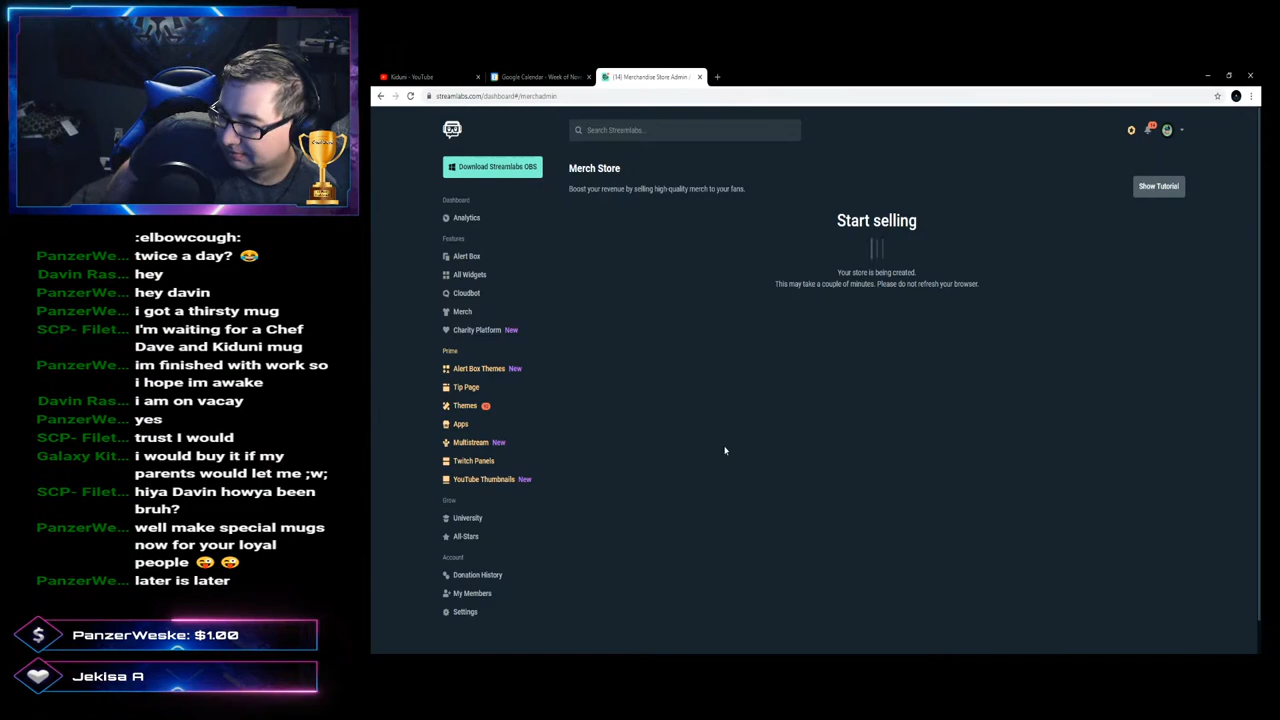 :elbowcough:
PanzerWe... twice a day? 😂
Davin Ras... hey
PanzerWe... hey davin
PanzerWe... i got a thirsty mug
SCP- Filet... I'm waiting for a Chef
Dave and Kiduni mug
PanzerWe... im finished with work so
i hope im awake
Davin Ras... i am on vacay
PanzerWe... yes
SCP- Filet... trust I would
Galaxy Kit... i would buy it if my
parents would let me ;w;
SCP- Filet... hiya Davin howya been
bruh?
PanzerWe... well make special mugs
now for your loyal
people 😜 😜
PanzerWe... later is later
$ PanzerWeske: $1.00
Jekisa A
Kiduni - YouTube
Google Calendar - Week of Nov
(14) Merchandise Store Admin
streamlabs.com/dashboard#/merchadmin
Search Streamlabs...
Download Streamlabs OBS
Dashboard
Analytics
Features
Alert Box
All Widgets
Cloudbot
Merch
Charity Platform New
Prime
Alert Box Themes New
Tip Page
Themes
Apps
Multistream New
Twitch Panels
YouTube Thumbnails New
Grow
University
All-Stars
Account
Donation History
My Members
Settings
Merch Store
Boost your revenue by selling high-quality merch to your fans.
Show Tutorial
Start selling
Your store is being created.
This may take a couple of minutes. Please do not refresh your browser.